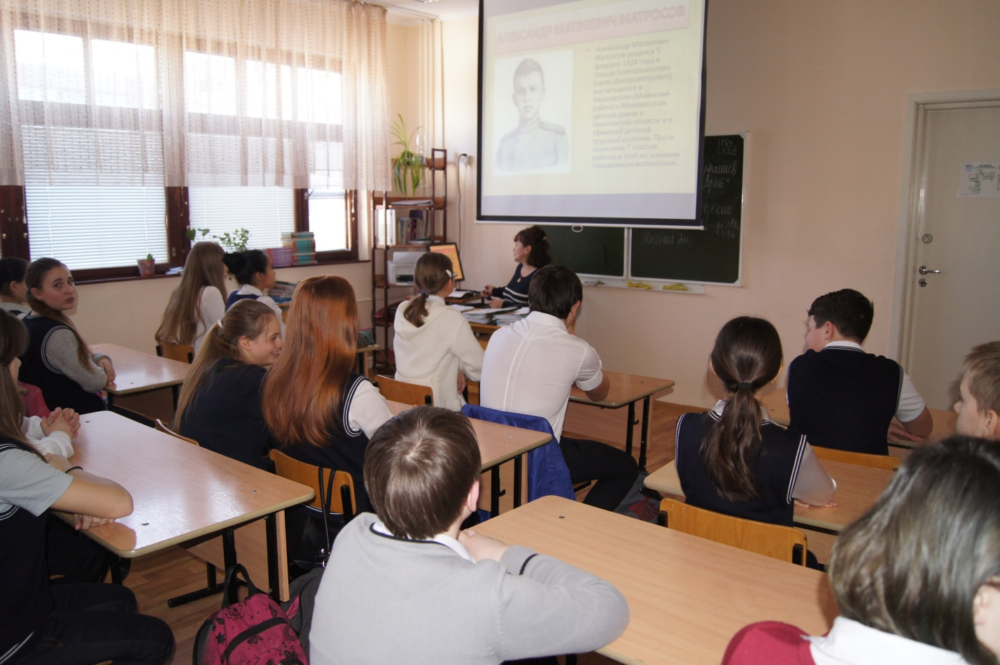 АЛЕКСАНДР МАТВЕЕВИЧ МАТРОСОВ
• Александр Матвеевич
Матросов родился 5
февраля 1924 года в
городе Екатеринославе
(ныне Днепропетровск),
воспитывался в
Ивановском (Майнский
район) и Мелекесском
детских домах в
Ульяновской области и в
Уфимской детской
трудовой колонии. После
окончания 7 классов
работал в этой же колонии
помощником воспитателя.
против